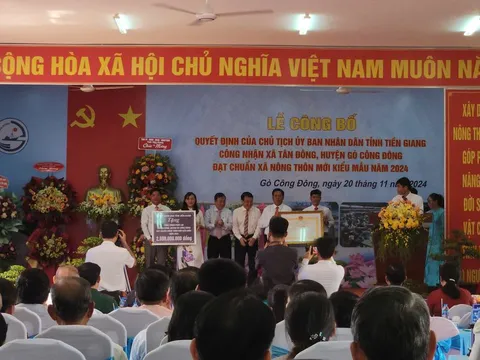 CỘNG HÒA XÃ HỘI CHỦ NGHĨA VIỆT NAM MUÔN NĂ
LỄ CÔNG BỐ
QUYẾT ĐỊNH CỦA CHỦ TỊCH ỦY BAN NHÂN DÂN TỈNH TIỀN GIANG
CÔNG NHẬN XÃ TÂN ĐÔNG, HUYỆN GÒ CÔNG ĐÔNG
ĐẠT CHUẨN XÃ NÔNG THÔN MỚI KIỂU MẪU NĂM 2024
Gò Công Đông, ngày 20 tháng 11 năm 2024
Tặng
XÂY D
NÔNG TH
GÓP P
NÂNG
ĐỜI S
VẬT C